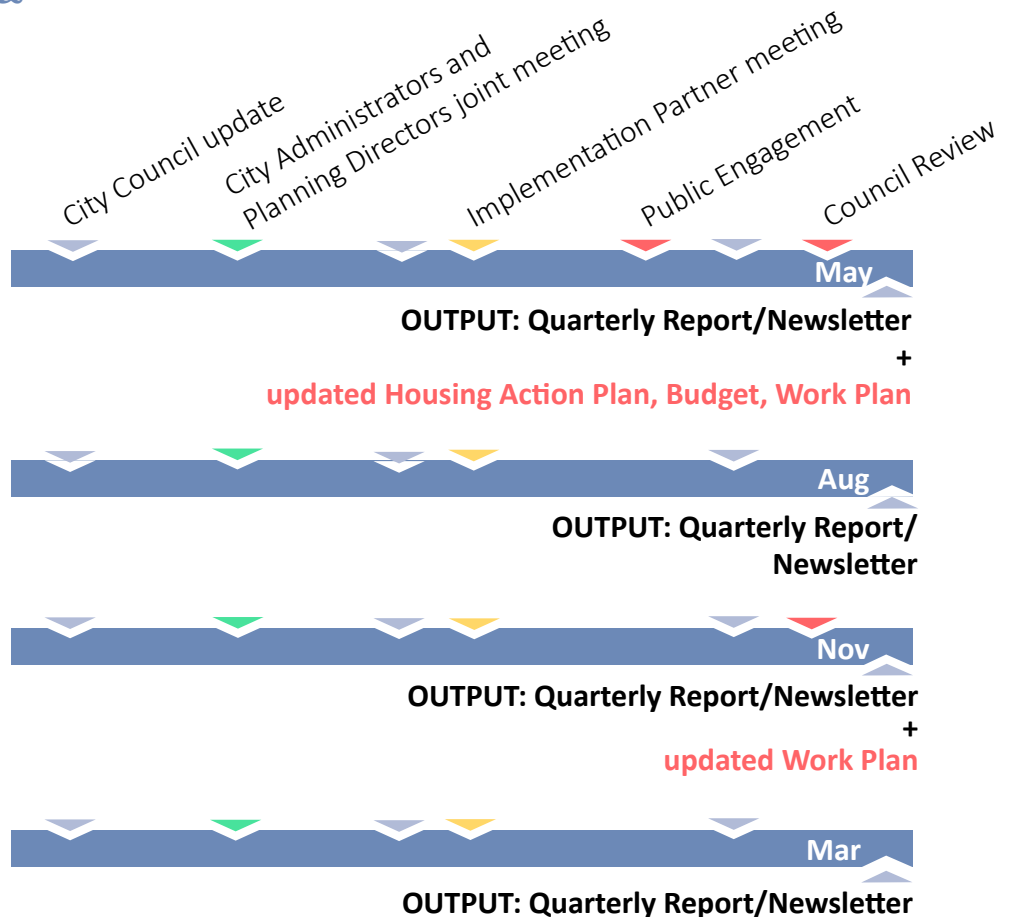 City Council update
City Administrators and
Planning Directors joint meeting
Implementation Partner meeting
Public Engagement
Council Review
May
OUTPUT: Quarterly Report/Newsletter
+
updated Housing Action Plan, Budget, Work Plan
Aug
OUTPUT: Quarterly Report/
Newsletter
Nov
OUTPUT: Quarterly Report/Newsletter
+
updated Work Plan
Mar
OUTPUT: Quarterly Report/Newsletter